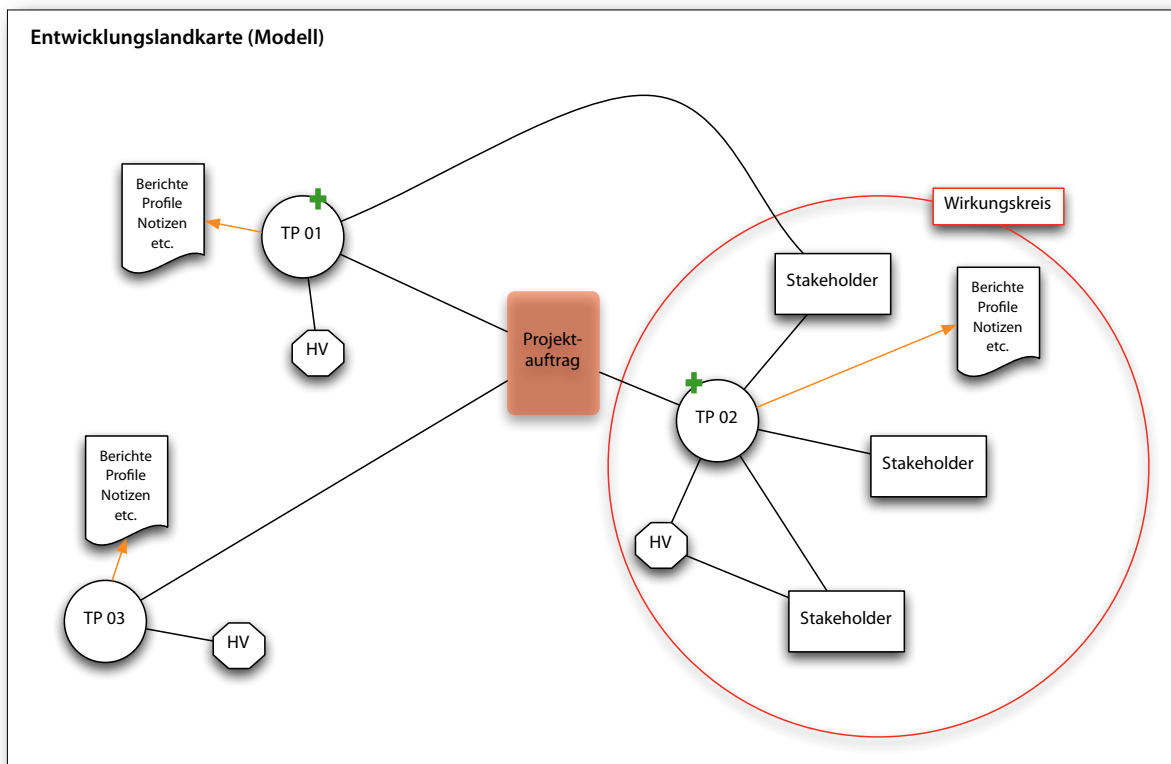 Entwicklungslandkarte (Modell)
Berichte
Profile
Notizen
etc.
TP 01
HV
Projekt-
auftrag
Wirkungskreis
Stakeholder
Berichte
Profile
Notizen
etc.
TP 02
Stakeholder
HV
Stakeholder
Berichte
Profile
Notizen
etc.
TP 03
HV